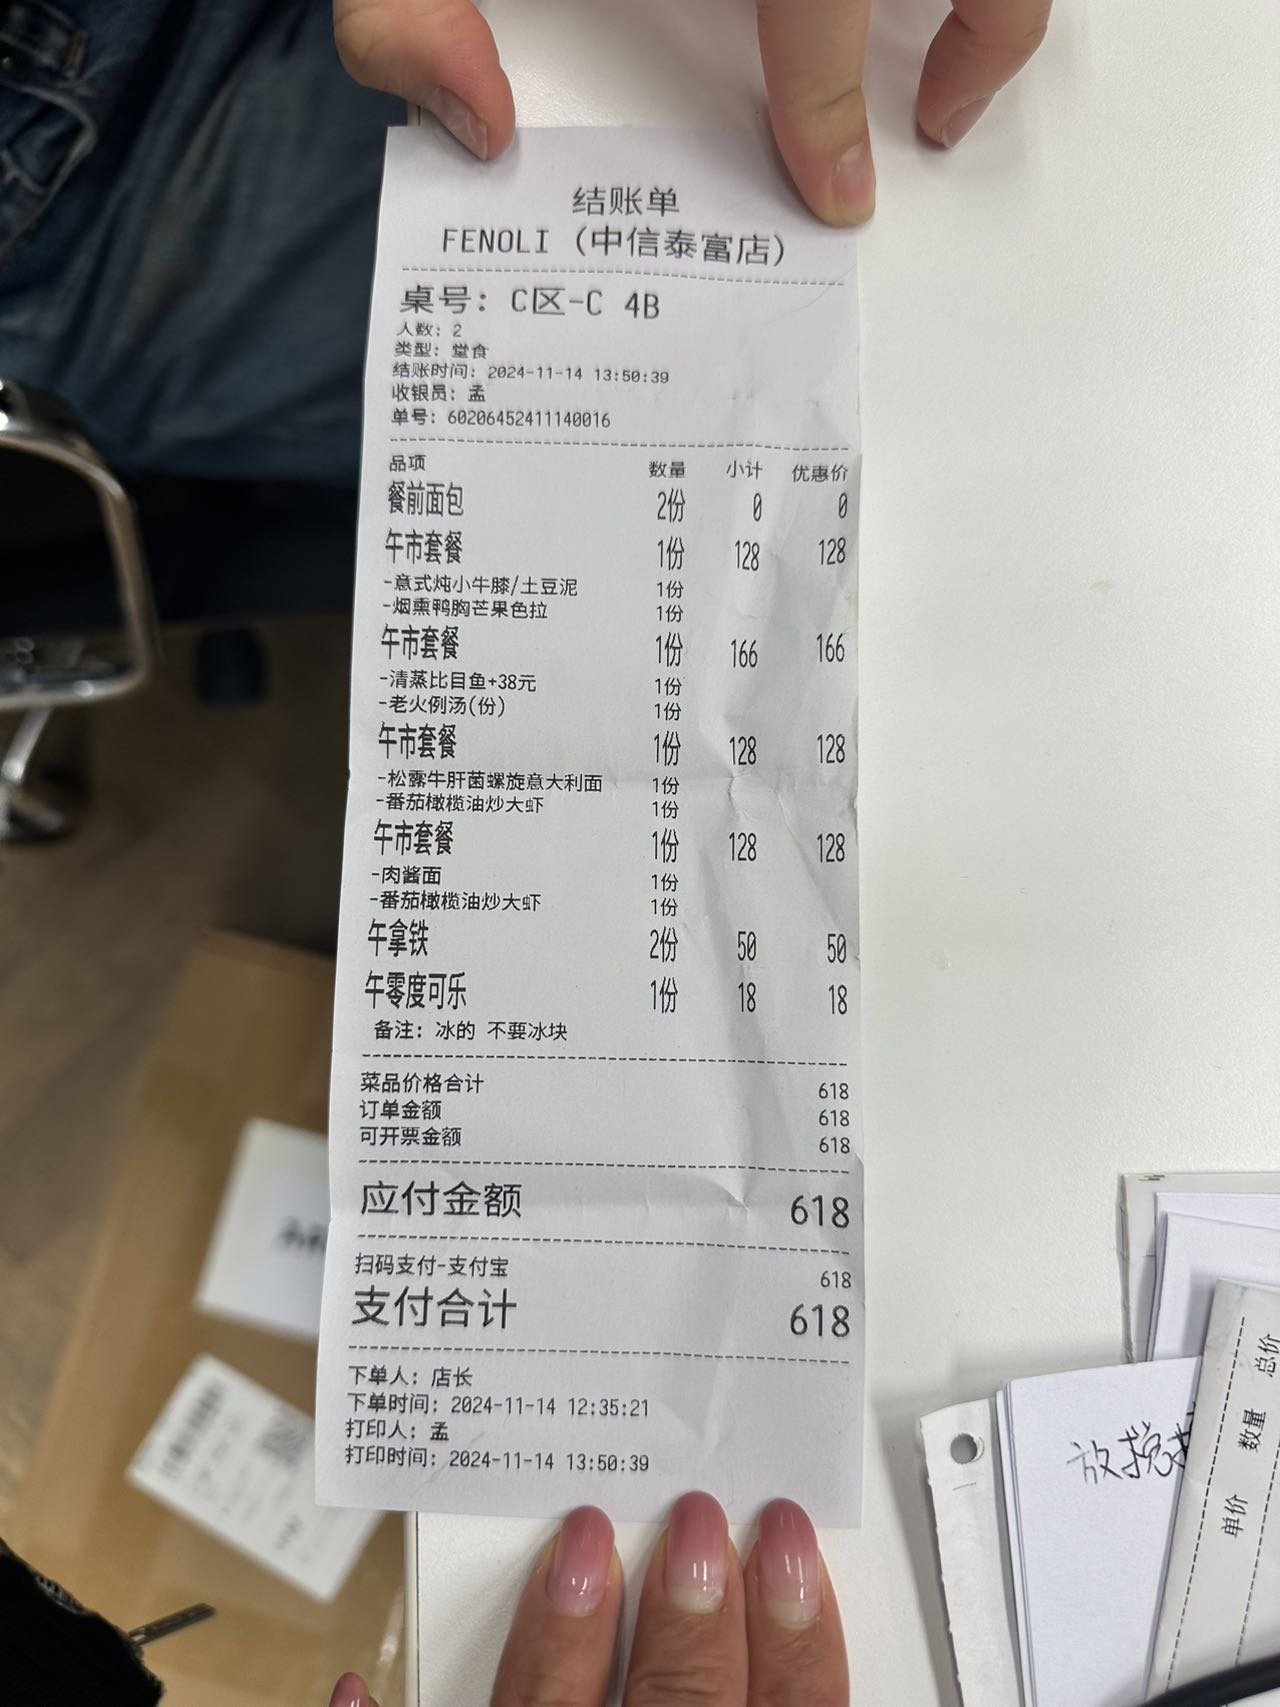 结账单
FENOLI (中信泰富店)
桌号: C区-C 4B
人数: 2
类型: 堂食
结账时间: 2024-11-14 13:50:39
收银员: 孟
单号: 60206452411140016
品项 数量 小计 优惠价
餐前面包 2份 0 0
午市套餐 1份 128 128
-意式炖小牛膝/土豆泥 1份
-烟熏鸭胸芒果色拉 1份
午市套餐 1份 166 166
-清蒸比目鱼+38元 1份
-老火例汤(份) 1份
午市套餐 1份 128 128
-松露牛肝菌螺旋意大利面 1份
-番茄橄榄油炒大虾 1份
午市套餐 1份 128 128
-肉酱面 1份
-番茄橄榄油炒大虾 1份
午拿铁 2份 50 50
午零度可乐 1份 18 18
备注: 冰的 不要冰块
菜品价格合计 618
订单金额 618
可开票金额 618
应付金额 618
扫码支付-支付宝 618
支付合计 618
下单人: 店长
下单时间: 2024-11-14 12:35:21
打印人: 孟
打印时间: 2024-11-14 13:50:39
单价 数量 总价